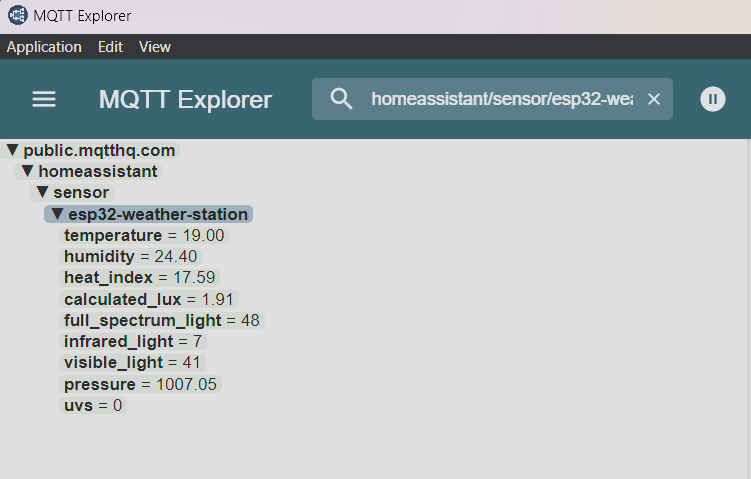 MQTT Explorer
Application Edit View
MQTT Explorer homeassistant/sensor/esp32-wea
public.mqtthq.com
homeassistant
sensor
esp32-weather-station
temperature = 19.00
humidity = 24.40
heat_index = 17.59
calculated_lux = 1.91
full_spectrum_light = 48
infrared_light = 7
visible_light = 41
pressure = 1007.05
uvs = 0